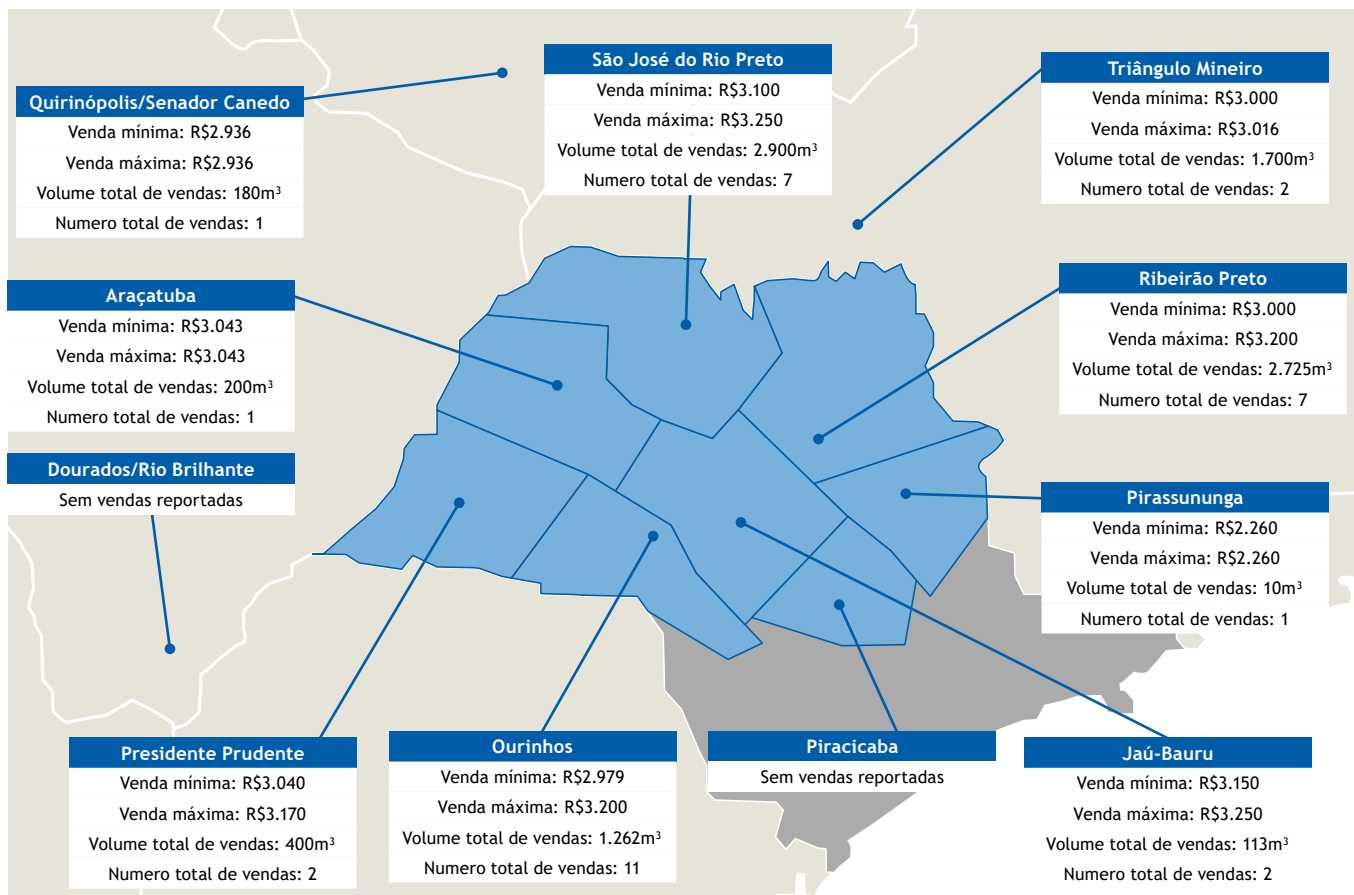 São José do Rio Preto
Venda mínima: R$3.100
Venda máxima: R$3.250
Volume total de vendas: 2.900m³
Numero total de vendas: 7
Triângulo Mineiro
Venda mínima: R$3.000
Venda máxima: R$3.016
Volume total de vendas: 1.700m³
Numero total de vendas: 2
Quirinópolis/Senador Canedo
Venda mínima: R$2.936
Venda máxima: R$2.936
Volume total de vendas: 180m³
Numero total de vendas: 1
Ribeirão Preto
Venda mínima: R$3.000
Venda máxima: R$3.200
Volume total de vendas: 2.725m³
Numero total de vendas: 7
Araçatuba
Venda mínima: R$3.043
Venda máxima: R$3.043
Volume total de vendas: 200m³
Numero total de vendas: 1
Dourados/Rio Brilhante
Sem vendas reportadas
Pirassununga
Venda mínima: R$2.260
Venda máxima: R$2.260
Volume total de vendas: 10m³
Numero total de vendas: 1
Presidente Prudente
Venda mínima: R$3.040
Venda máxima: R$3.170
Volume total de vendas: 400m³
Numero total de vendas: 2
Ourinhos
Venda mínima: R$2.979
Venda máxima: R$3.200
Volume total de vendas: 1.262m³
Numero total de vendas: 11
Piracicaba
Sem vendas reportadas
Jaú-Bauru
Venda mínima: R$3.150
Venda máxima: R$3.250
Volume total de vendas: 113m³
Numero total de vendas: 2